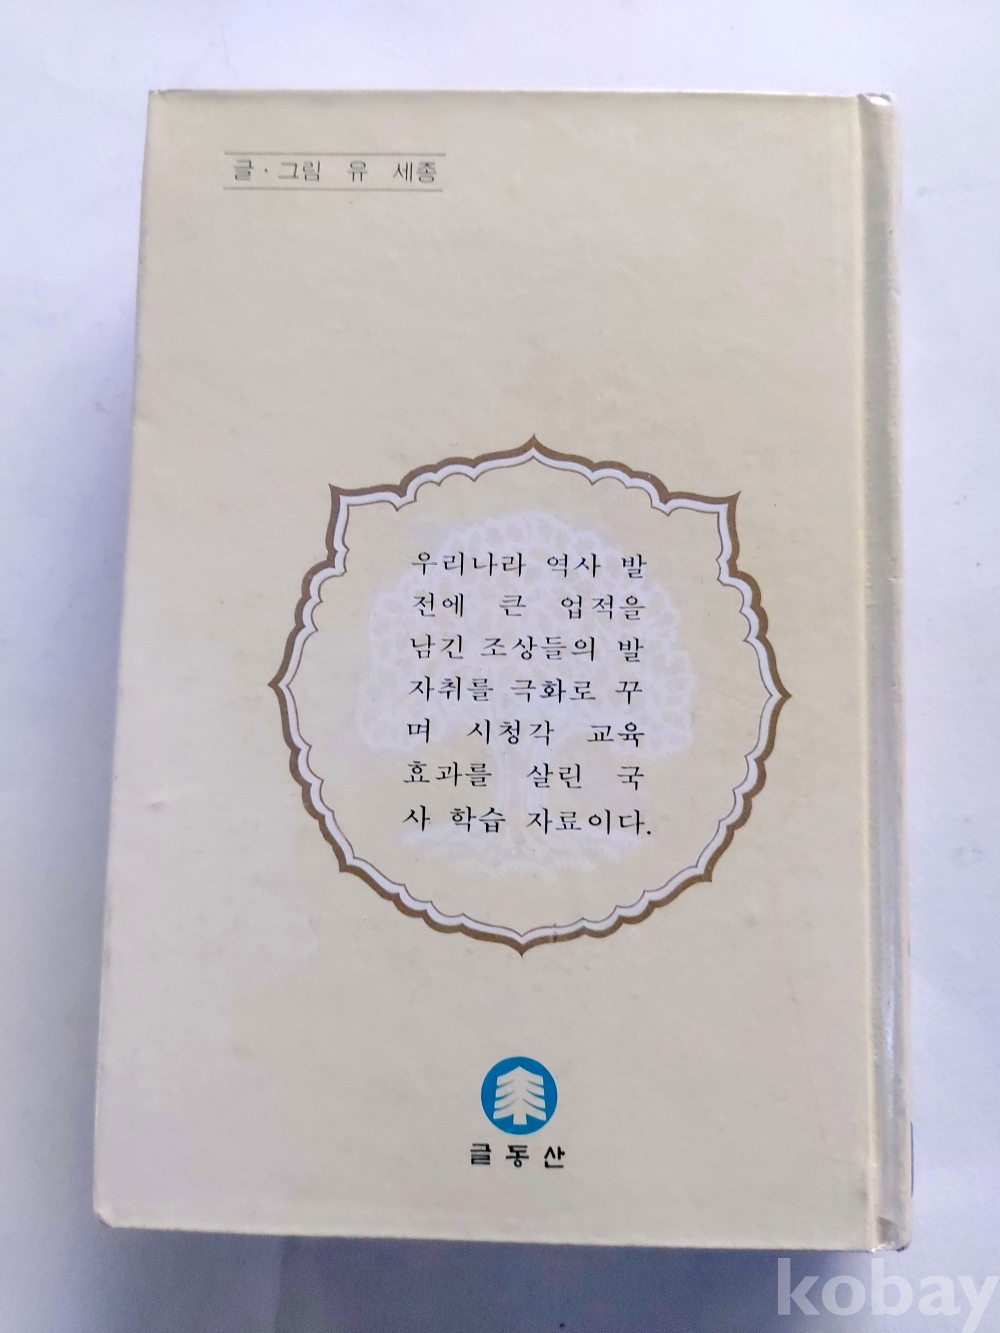 글·그림 유 세종
우리나라 역사 발
전에 큰 업적을
남긴 조상들의 발
자취를 극화로 꾸
며 시청각 교육
효과를 살린 국
사 학습 자료이다.
글동산
kobay